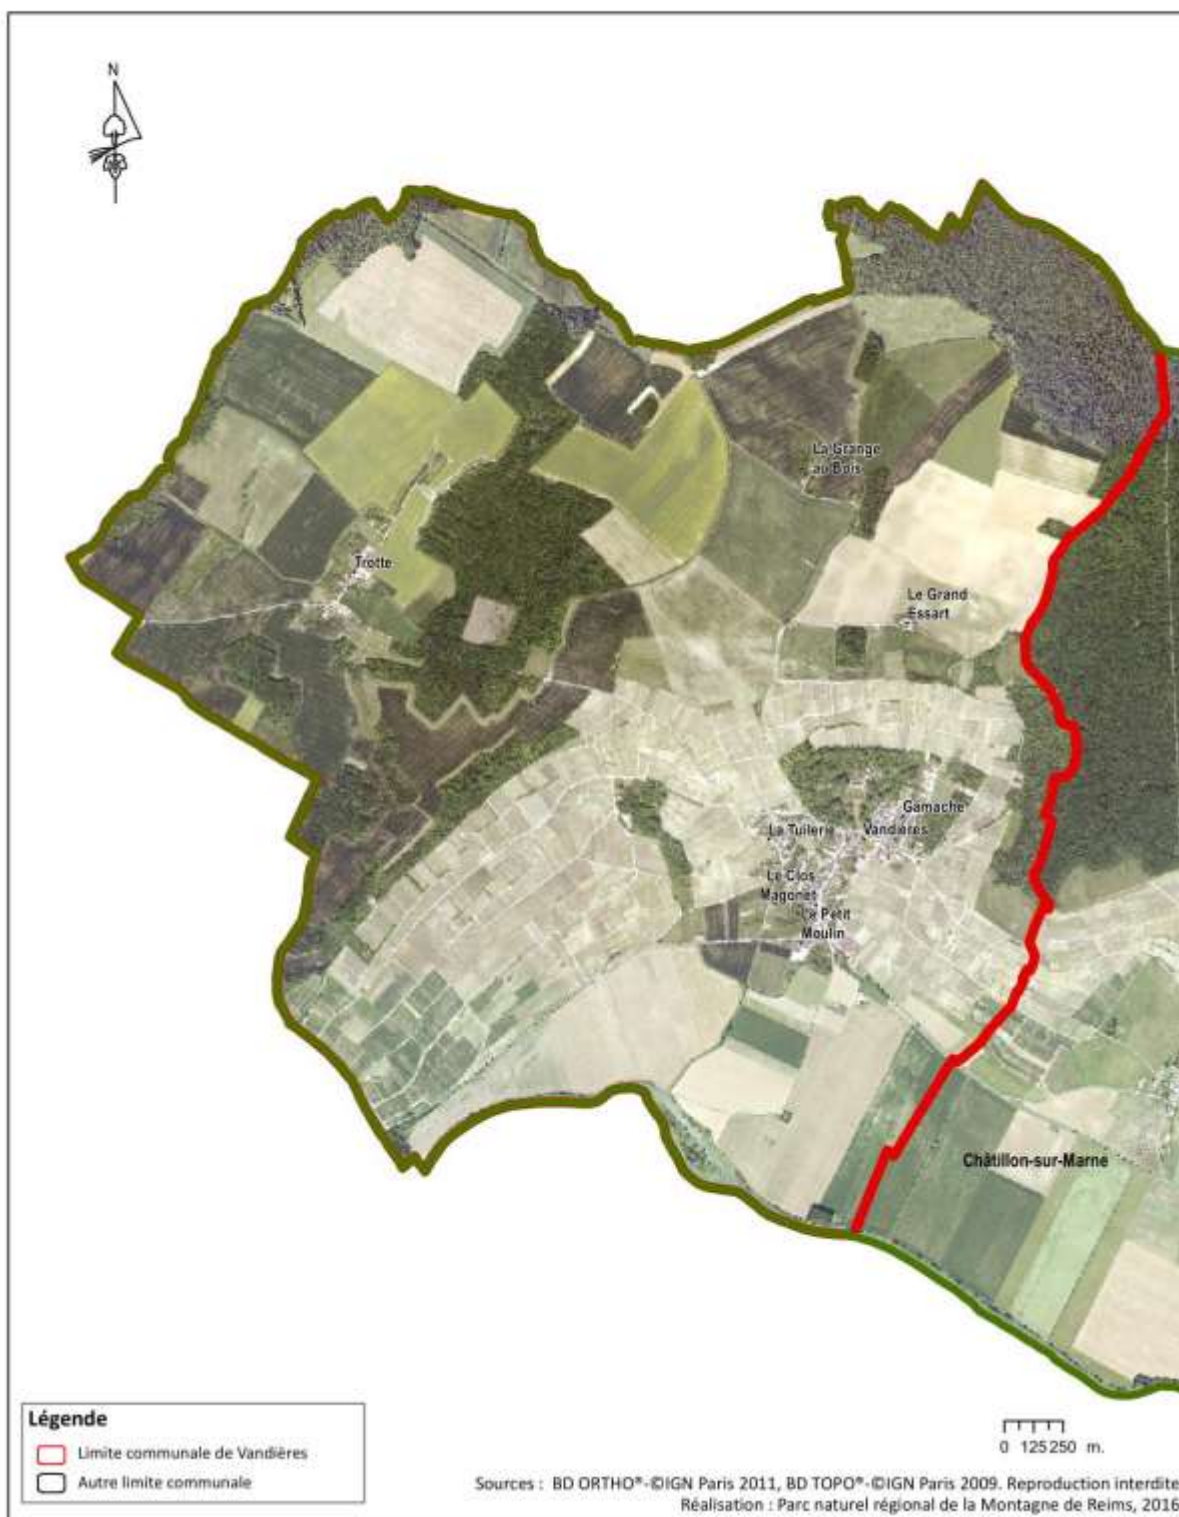 N
La Grange
au Bois
Trotte
Le Grand
Essart
Gamache
La Tuilerie
Vandières
Le Clos
Magonet
Le Petit
Moulin
Châtillon-sur-Marne
Légende
Limite communale de Vandières
Autre limite communale
0 125250 m.
Sources : BD ORTHO®-©IGN Paris 2011, BD TOPO®-©IGN Paris 2009. Reproduction interdite
Réalisation : Parc naturel régional de la Montagne de Reims, 2016